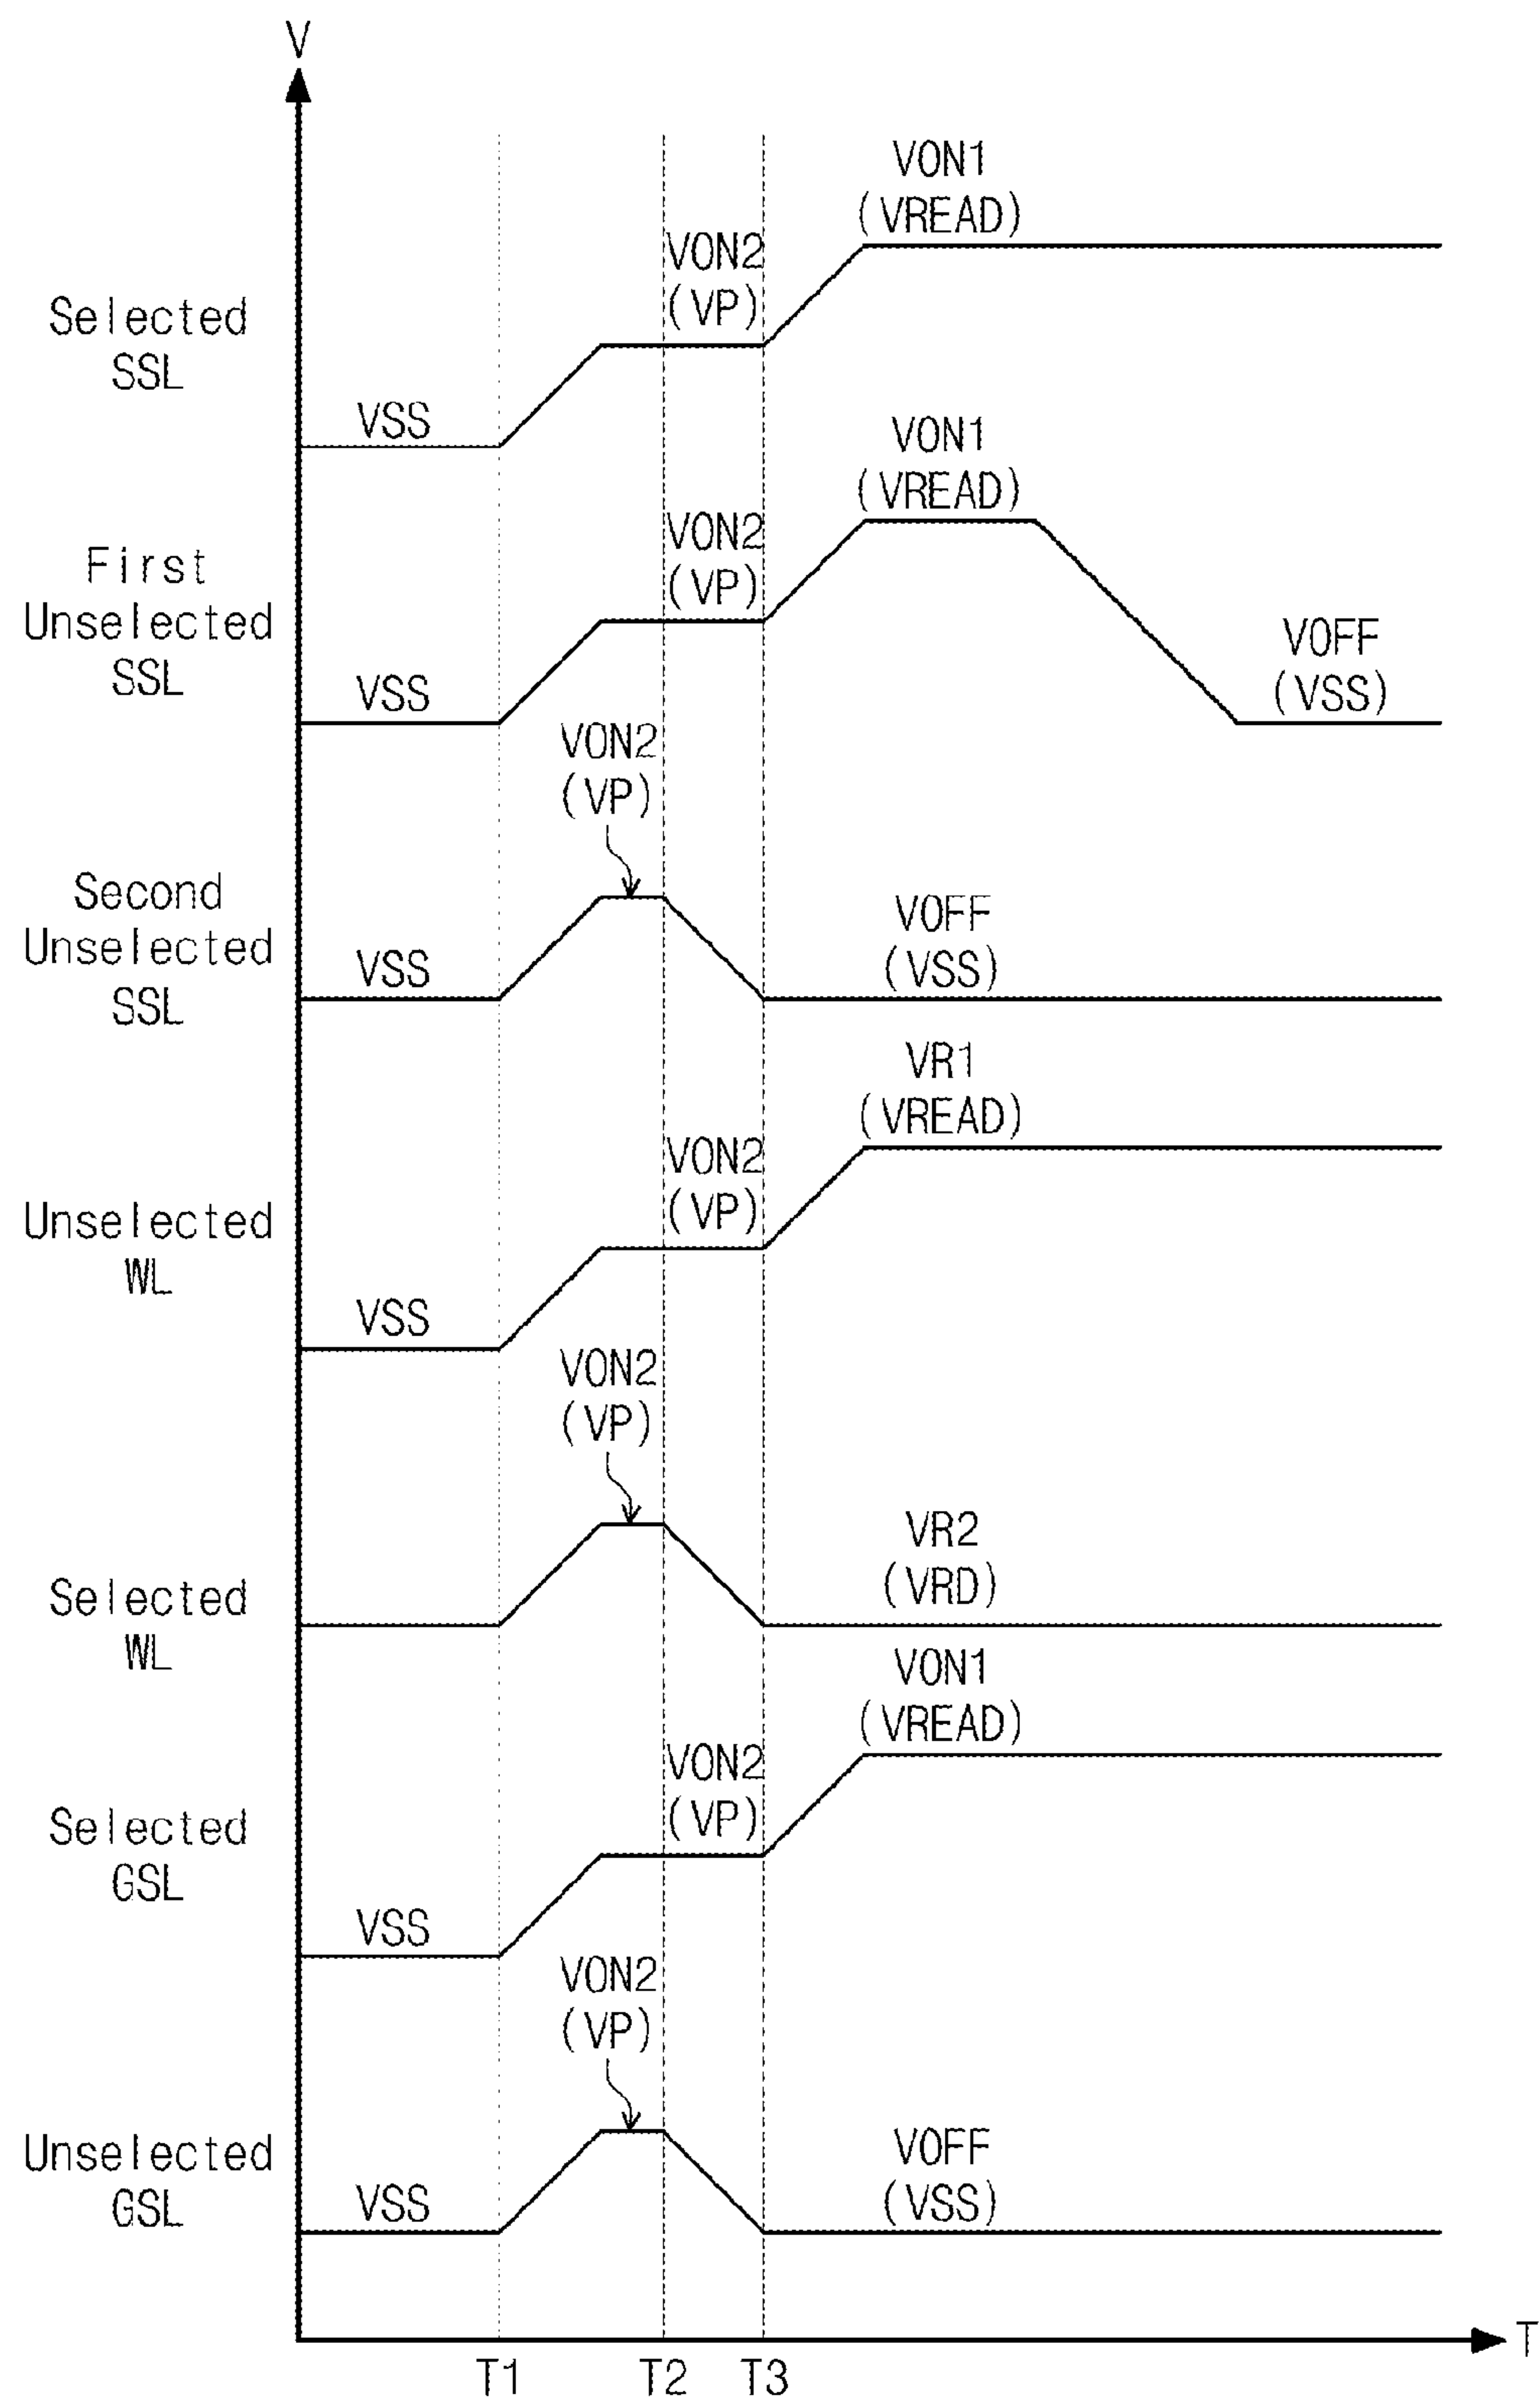 V
VON1
(VREAD)
VON2
(VP)
Selected
SSL
VSS
VON1
(VREAD)
VON2
(VP)
First
Unselected
SSL
VOFF
(VSS)
VSS
VON2
(VP)
Second
Unselected
SSL
VOFF
(VSS)
VSS
VR1
(VREAD)
VON2
(VP)
Unselected
WL
VSS
VON2
(VP)
VR2
(VRD)
Selected
WL
VON1
(VREAD)
VON2
(VP)
Selected
GSL
VSS
VON2
(VP)
Unselected
GSL
VOFF
(VSS)
VSS
T
T1 T2 T3